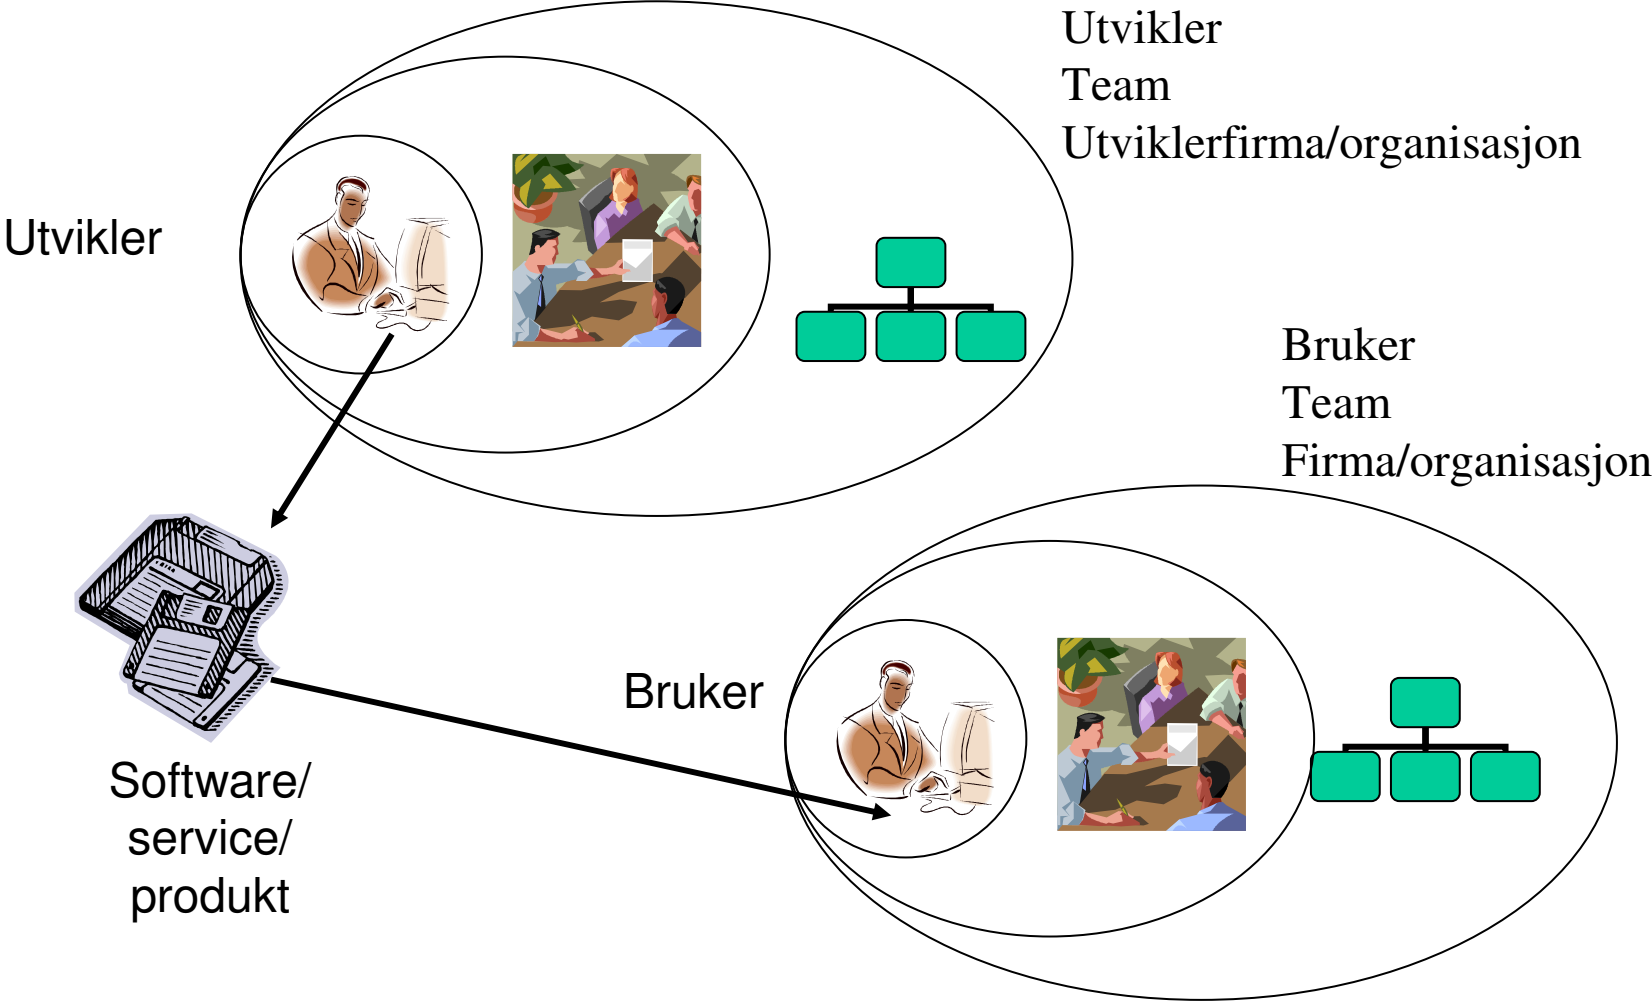 Utvikler
Team
Utviklerfirma/organisasjon
Utvikler
Bruker
Team
Firma/organisasjon
Bruker
Software/
service/
produkt